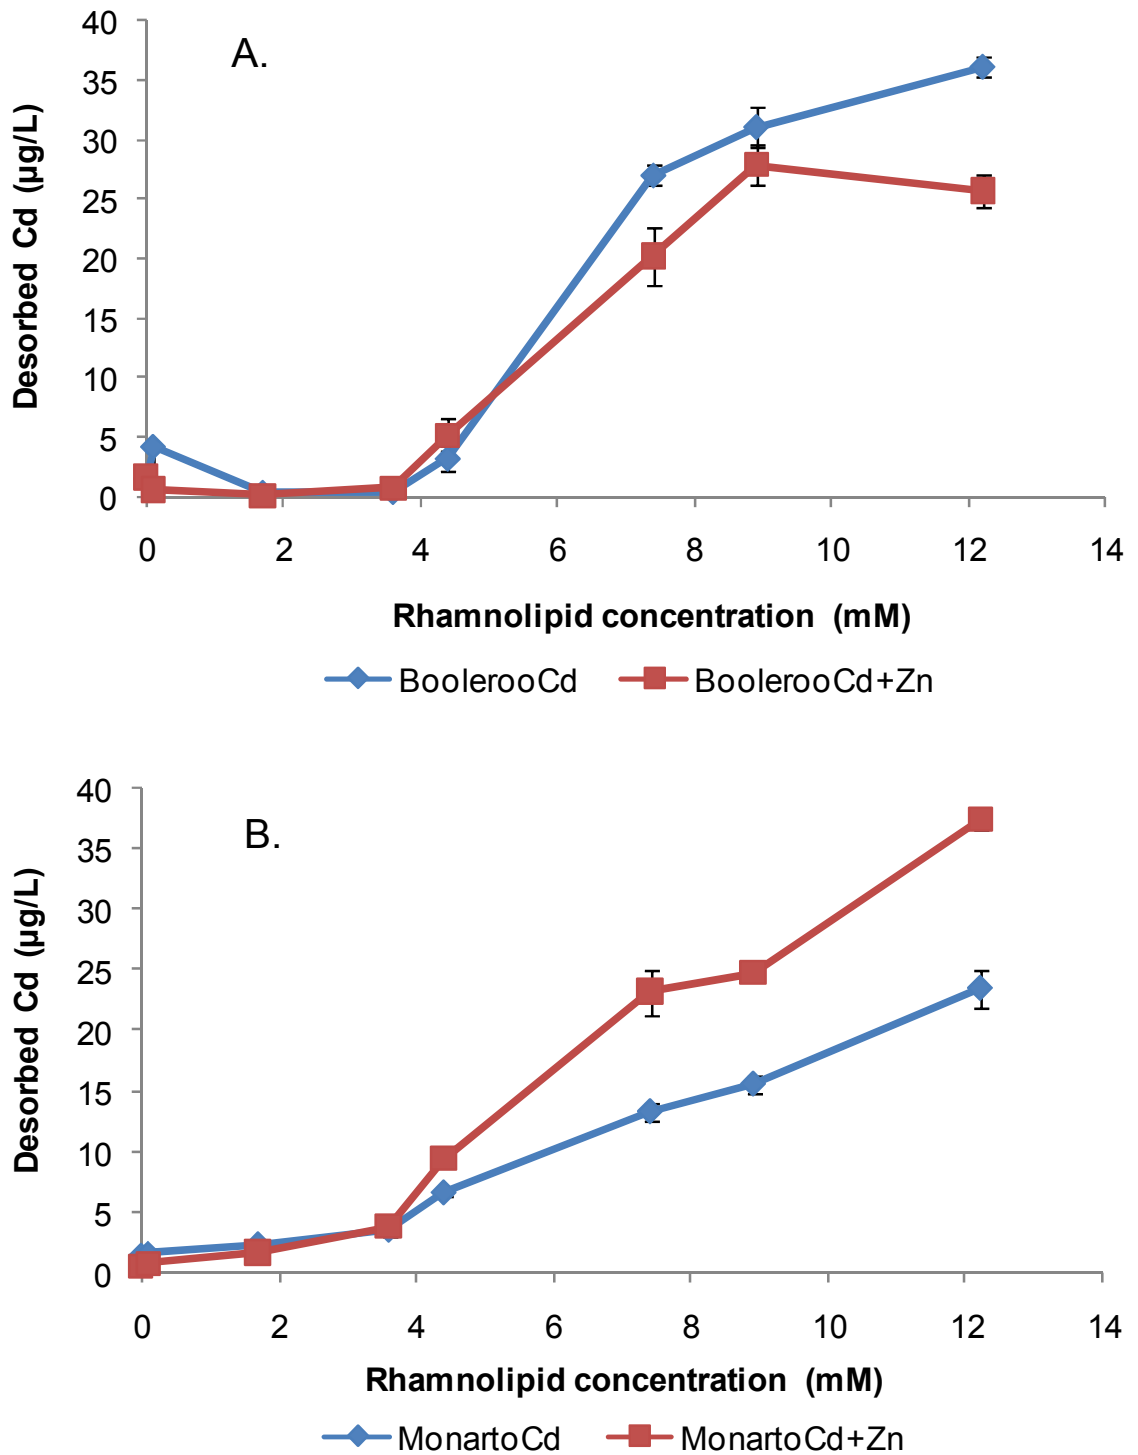 A.
Desorbed Cd (µg/L)
40
35
30
25
20
15
10
5
0
0 2 4 6 8 10 12 14
Rhamnolipid concentration (mM)
BoolerooCd BoolerooCd+Zn
B.
Desorbed Cd (µg/L)
40
35
30
25
20
15
10
5
0
0 2 4 6 8 10 12 14
Rhamnolipid concentration (mM)
MonartoCd MonartoCd+Zn